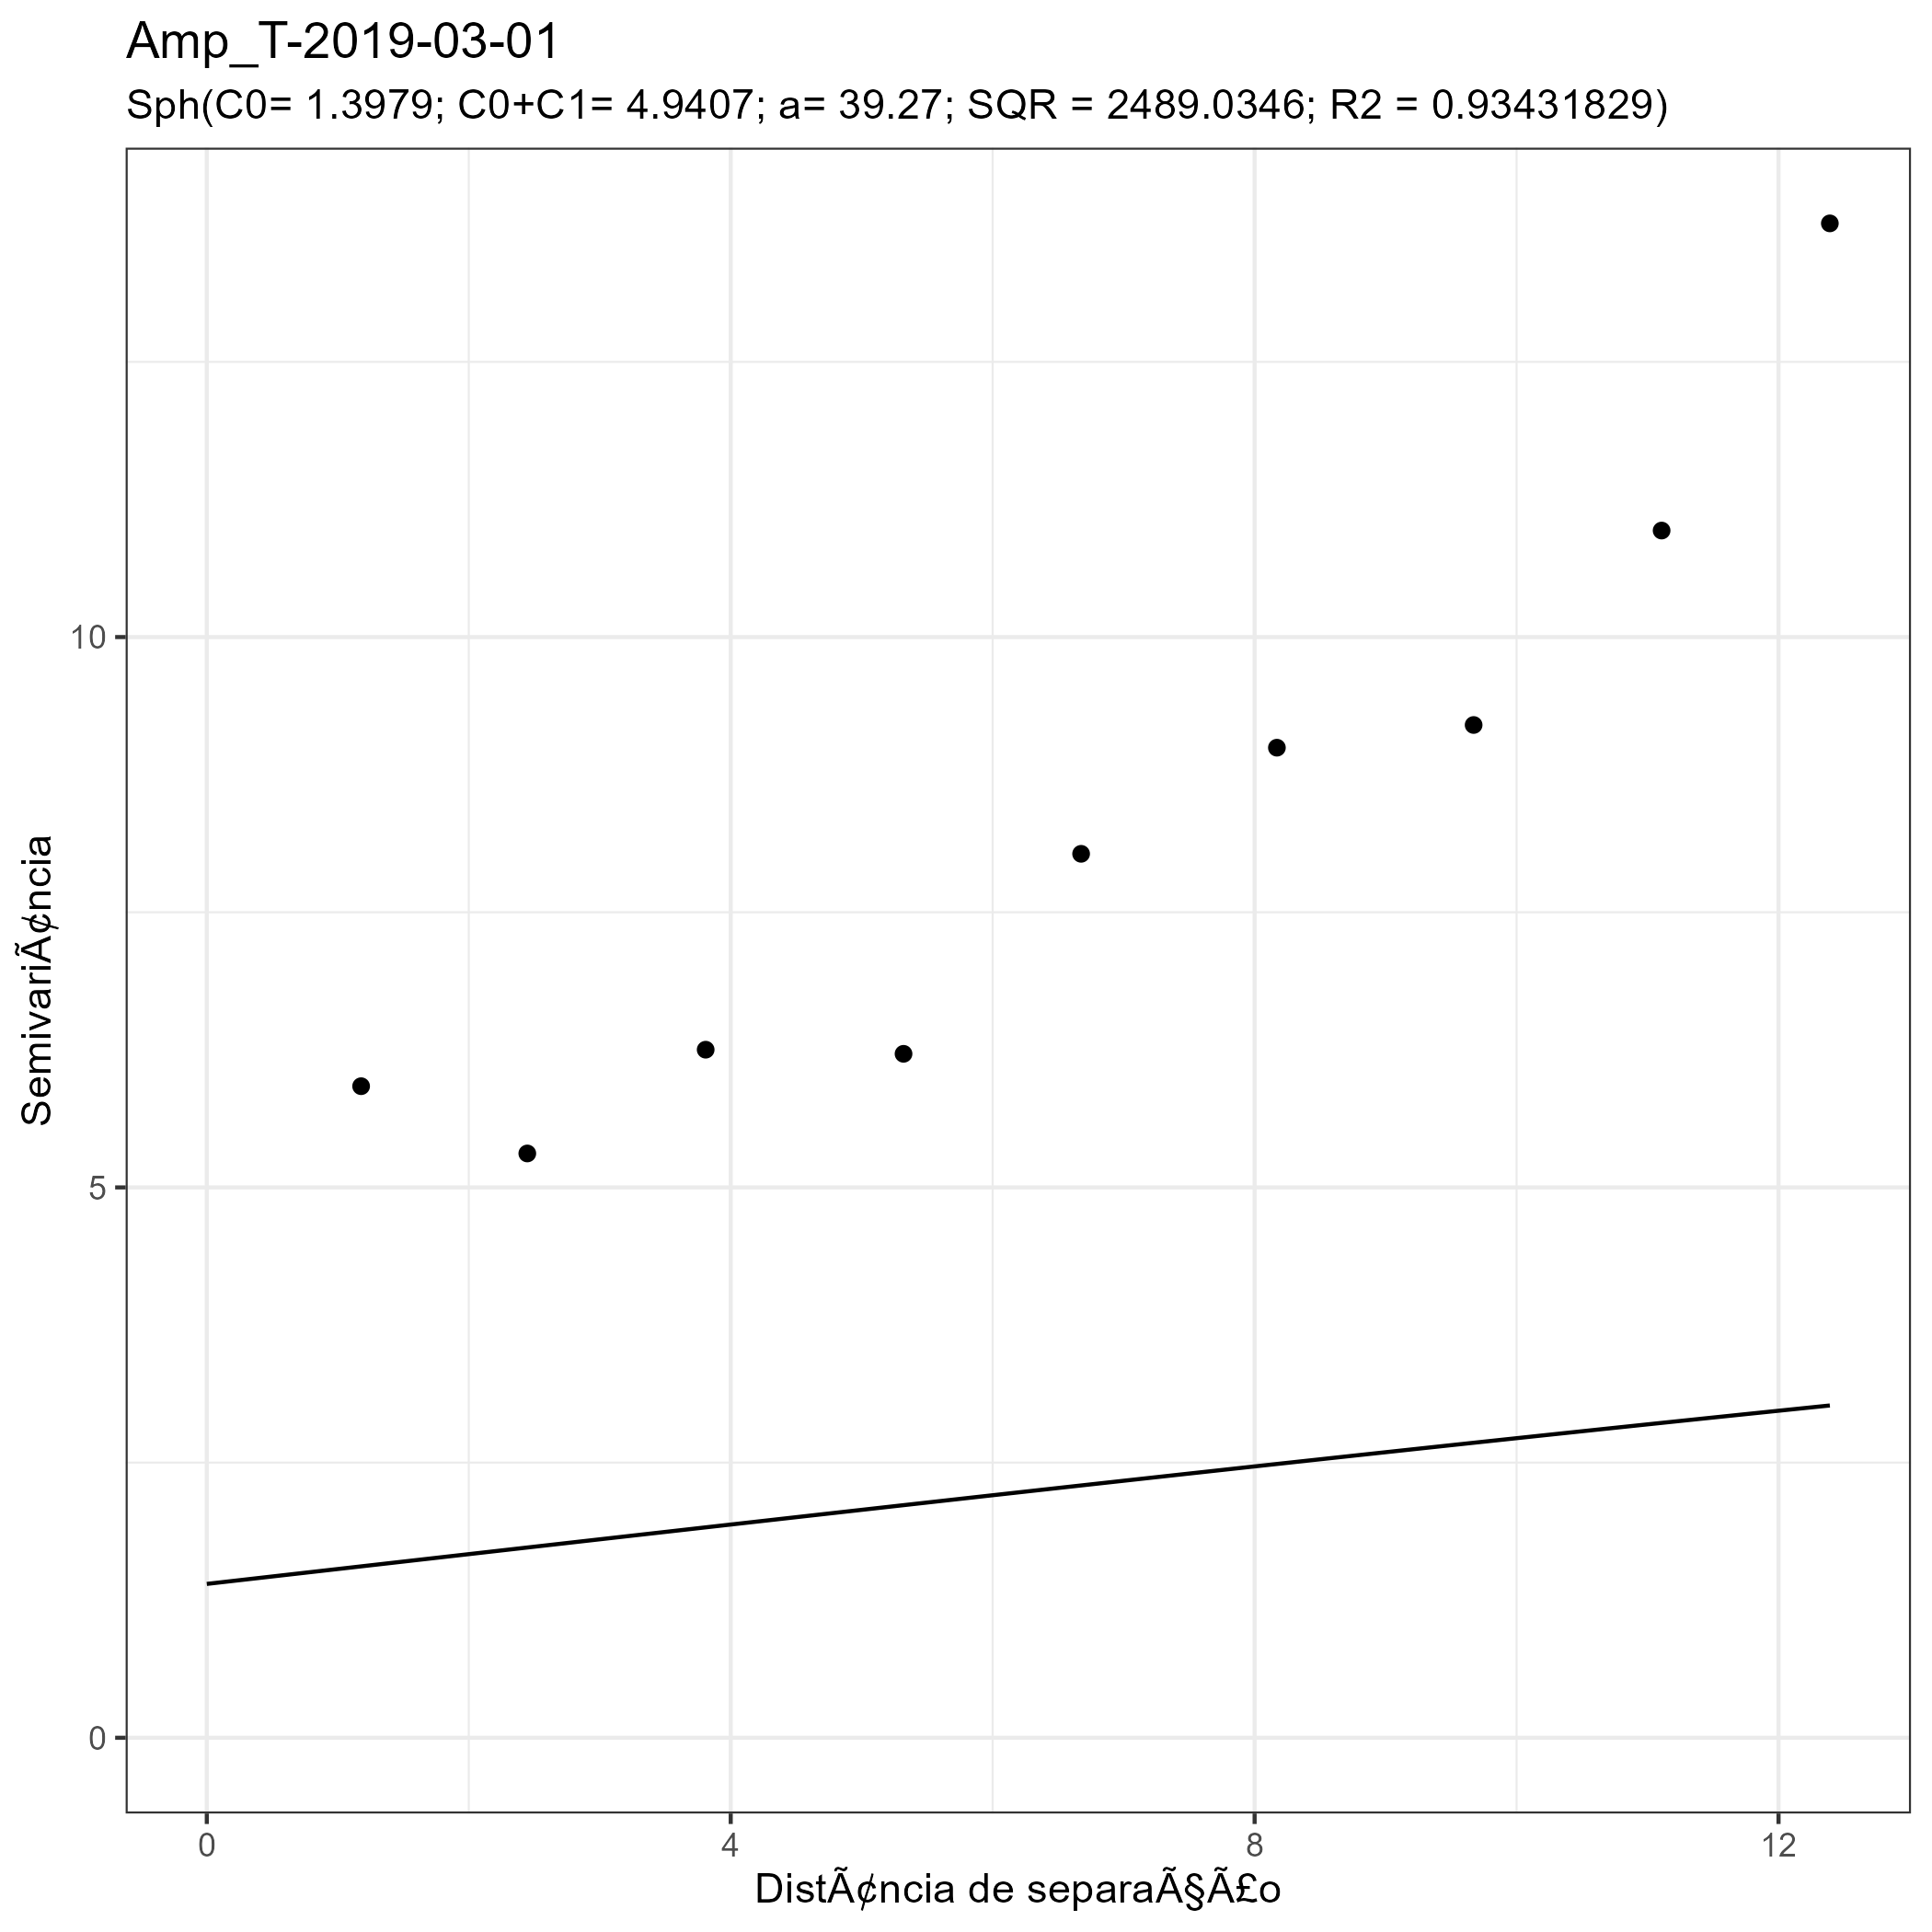 Amp_T-2019-03-01
Sph(C0= 1.3979; C0+C1= 4.9407; a= 39.27; SQR = 2489.0346; R2 = 0.93431829)
SemivariÃ¢ncia
10
5
0
0 4 8 12
DistÃ¢ncia de separaÃ§Ã£o